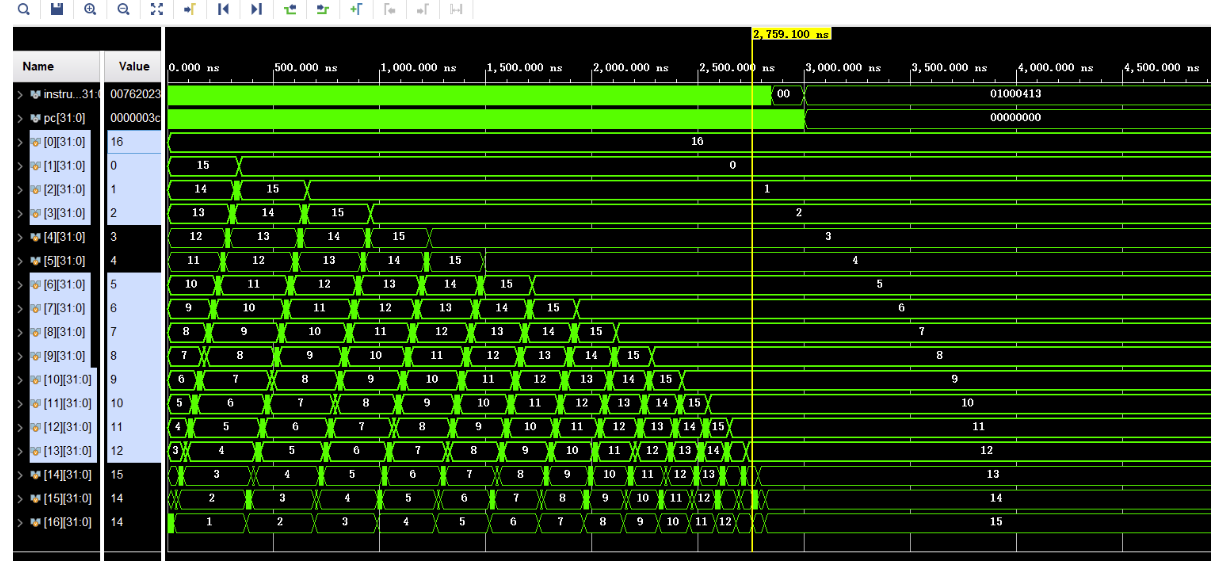 2,759.100 ns
Name Value 0.000 ns 500.000 ns 1,000.000 ns 1,500.000 ns 2,000.000 ns 2,500.000 ns 3,000.000 ns 3,500.000 ns 4,000.000 ns 4,500.000 ns
instru...31:0 00762023 00 01000413
pc[31:0] 0000003c 00000000
[0][31:0] 16 16
[1][31:0] 0 15 0
[2][31:0] 1 14 15 1
[3][31:0] 2 13 14 15 2
[4][31:0] 3 12 13 14 15 3
[5][31:0] 4 11 12 13 14 15 4
[6][31:0] 5 10 11 12 13 14 15 5
[7][31:0] 6 9 10 11 12 13 14 15 6
[8][31:0] 7 8 9 10 11 12 13 14 15 7
[9][31:0] 8 7 8 9 10 11 12 13 14 15 8
[10][31:0] 9 6 7 8 9 10 11 12 13 14 15 9
[11][31:0] 10 5 6 7 8 9 10 11 12 13 14 15 10
[12][31:0] 11 4 5 6 7 8 9 10 11 12 13 14 15 11
[13][31:0] 12 3 4 5 6 7 8 9 10 11 12 13 14 12
[14][31:0] 15 3 4 5 6 7 8 9 10 11 12 13 13
[15][31:0] 14 2 3 4 5 6 7 8 9 10 11 12 14
[16][31:0] 14 1 2 3 4 5 6 7 8 9 10 11 12 15